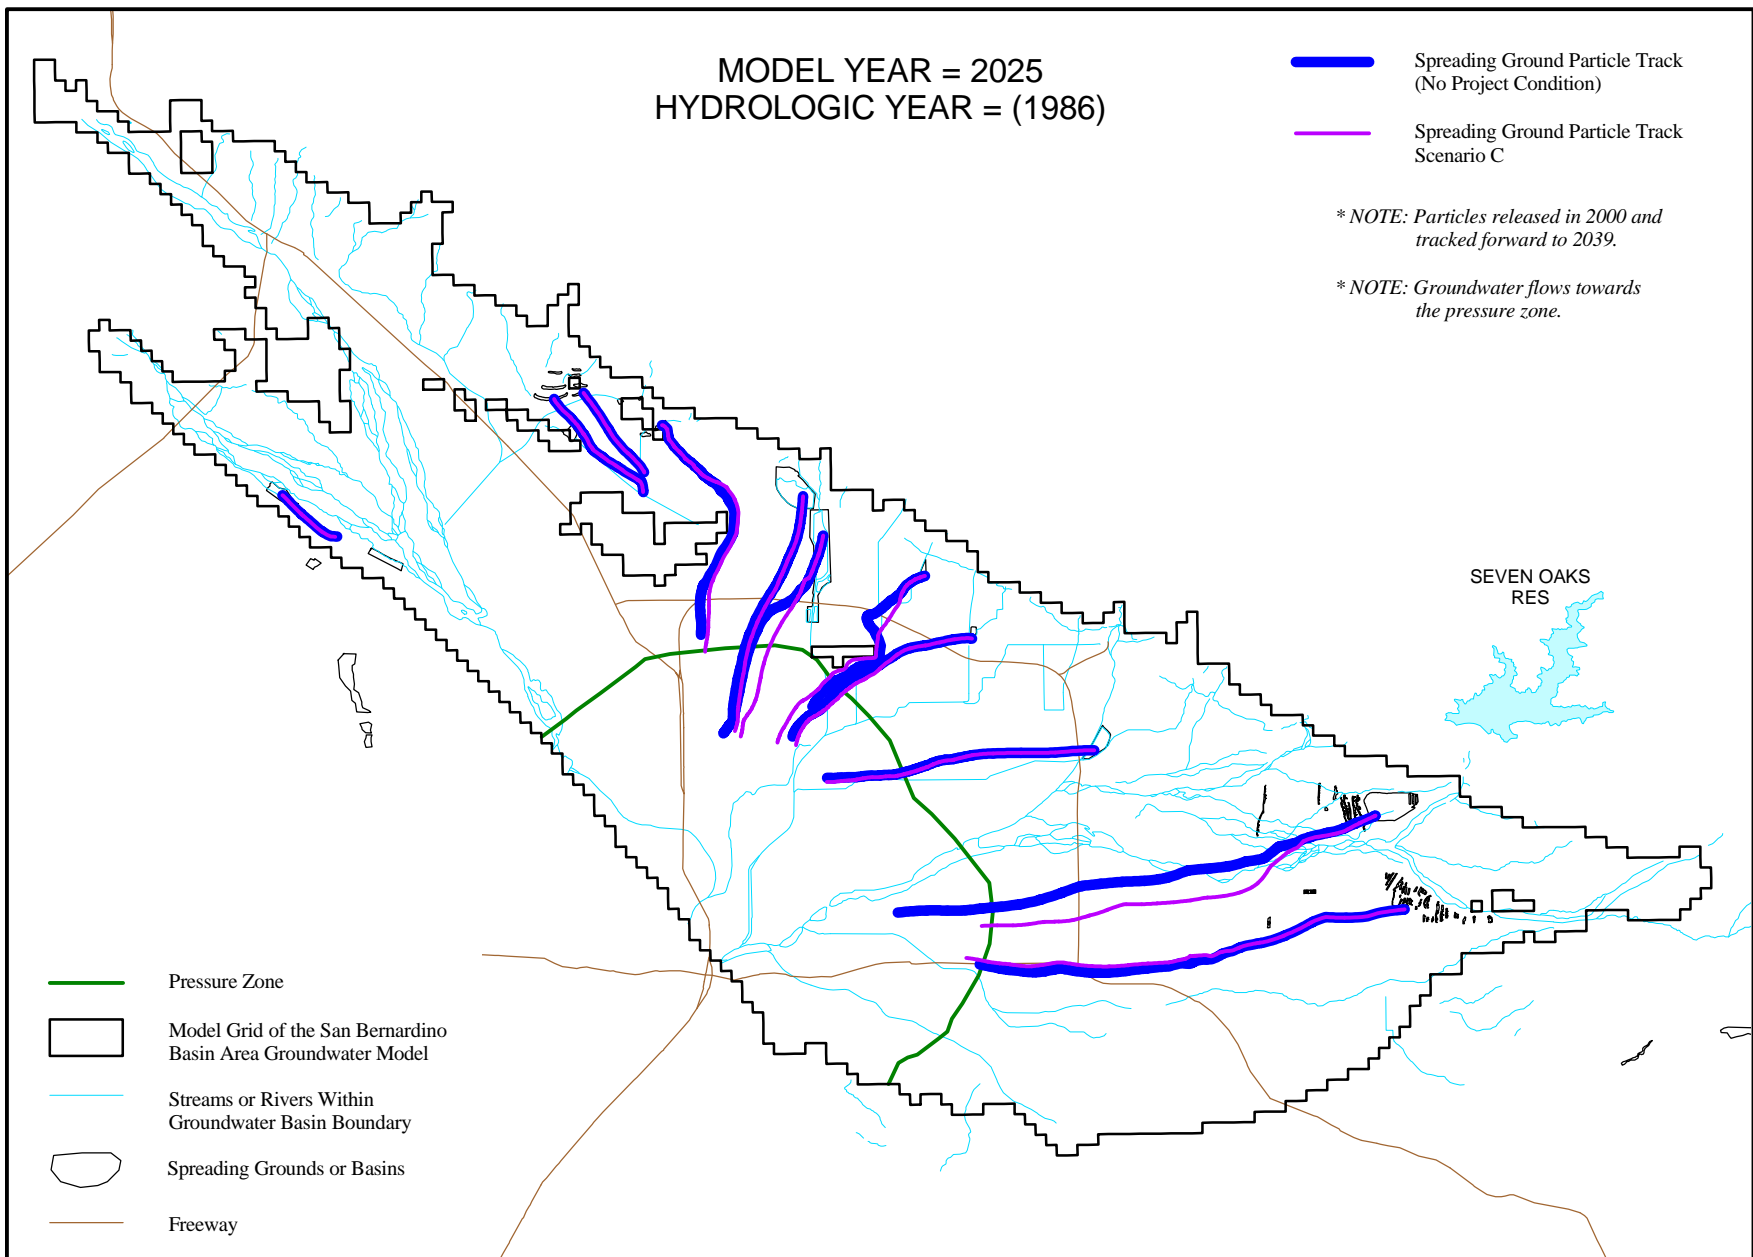 MODEL YEAR = 2025
HYDROLOGIC YEAR = (1986)
Spreading Ground Particle Track
(No Project Condition)
Spreading Ground Particle Track
Scenario C
* NOTE: Particles released in 2000 and
tracked forward to 2039.
* NOTE: Groundwater flows towards
the pressure zone.
SEVEN OAKS
RES
Pressure Zone
Model Grid of the San Bernardino
Basin Area Groundwater Model
Streams or Rivers Within
Groundwater Basin Boundary
Spreading Grounds or Basins
Freeway